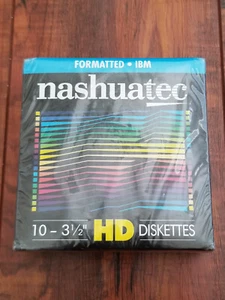 FORMATTED • IBM
nashuatec
10 – 3½" HD DISKETTES